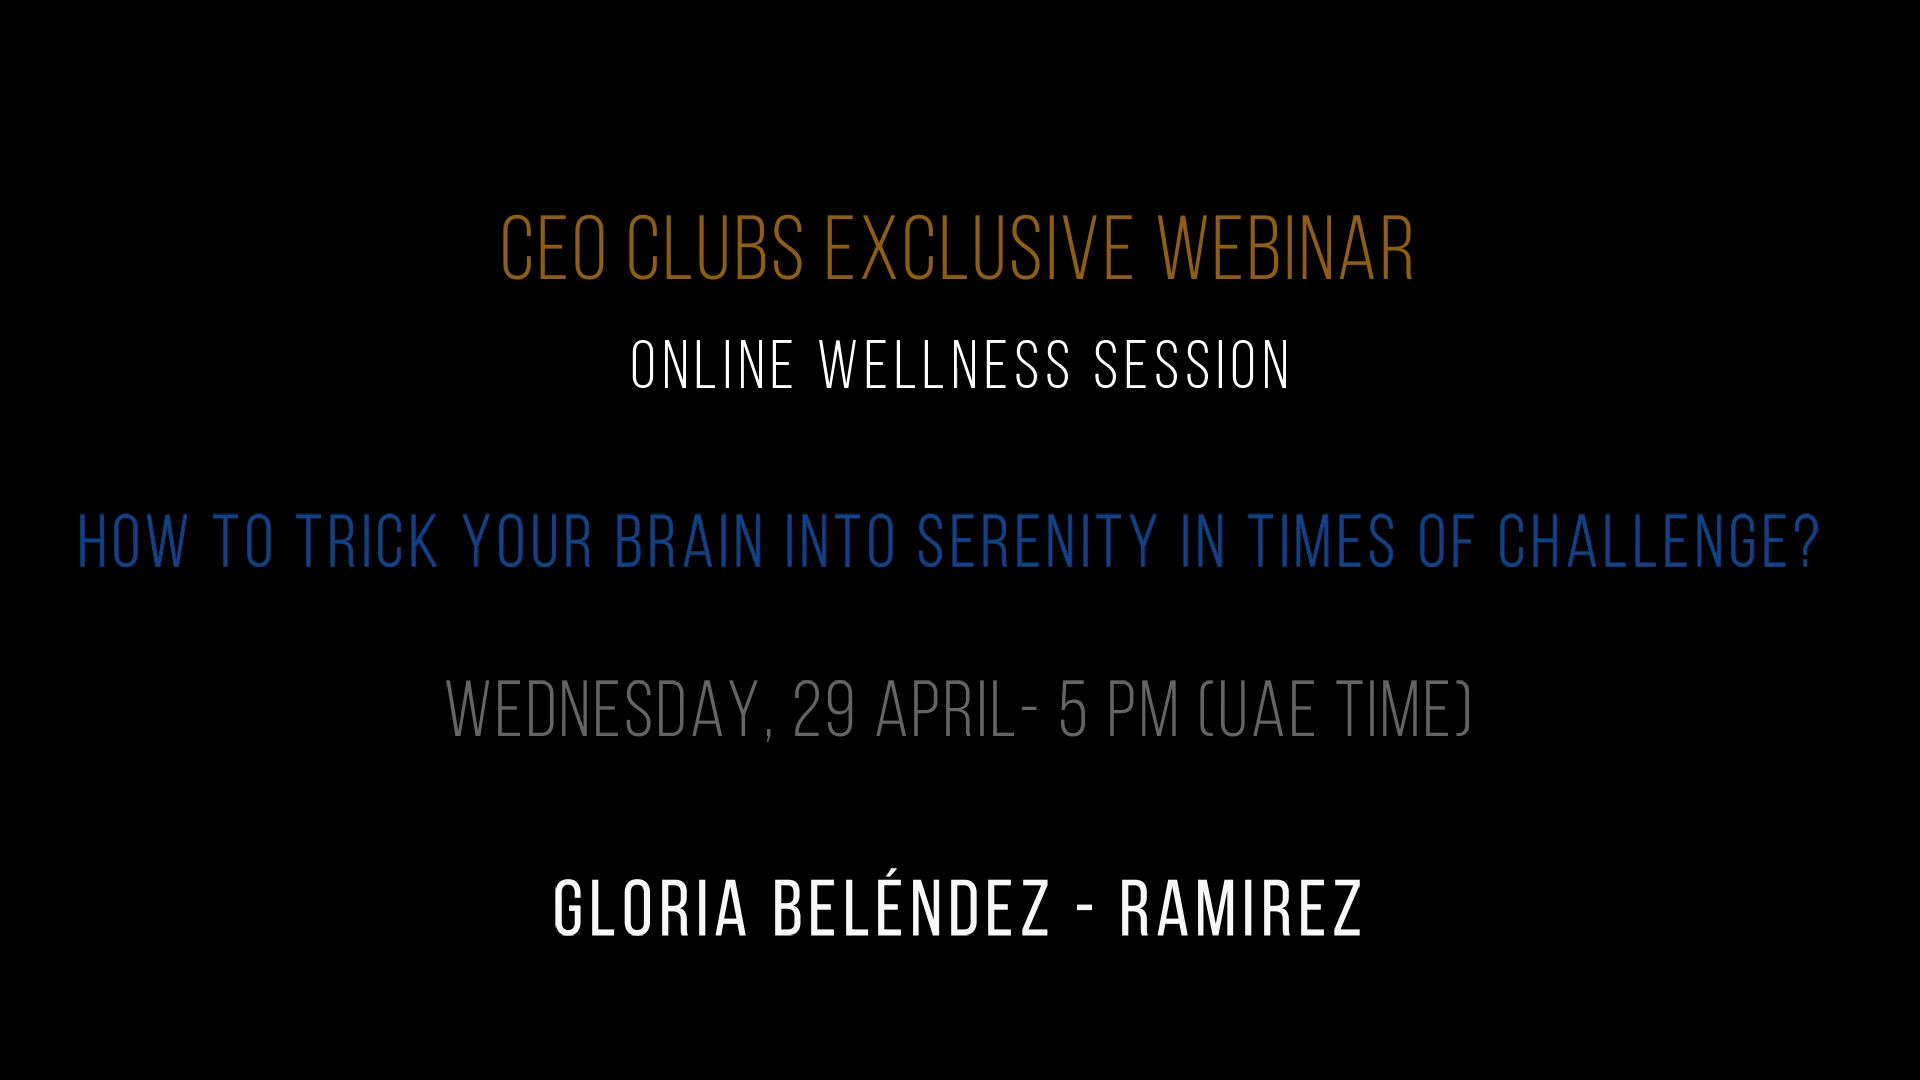 CEO CLUBS EXCLUSIVE WEBINAR
ONLINE WELLNESS SESSION
HOW TO TRICK YOUR BRAIN INTO SERENITY IN TIMES OF CHALLENGE?
WEDNESDAY, 29 APRIL- 5 PM (UAE TIME)
GLORIA BELÉNDEZ - RAMIREZ